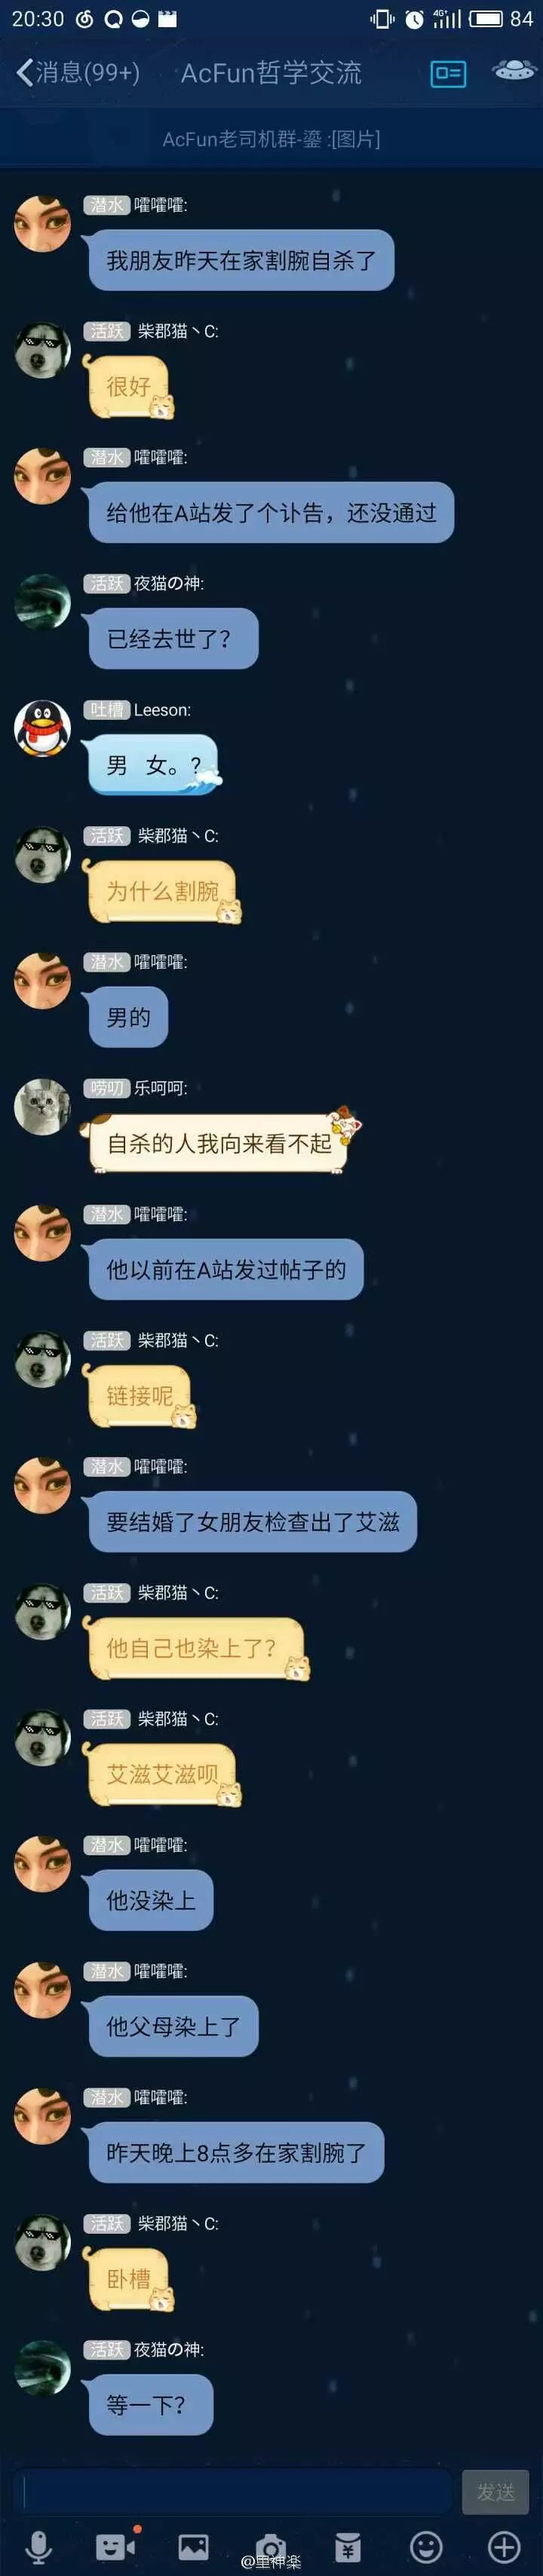 20:30
4G+
84
消息(99+)
AcFun哲学交流
AcFun老司机群-鎏 :[图片]
潜水 嚯嚯嚯:
我朋友昨天在家割腕自杀了
活跃 柴郡猫丶C:
很好
潜水 嚯嚯嚯:
给他在A站发了个讣告，还没通过
活跃 夜猫の神:
已经去世了？
吐槽 Leeson:
男 女。?
活跃 柴郡猫丶C:
为什么割腕
潜水 嚯嚯嚯:
男的
唠叨 乐呵呵:
自杀的人我向来看不起
潜水 嚯嚯嚯:
他以前在A站发过帖子的
活跃 柴郡猫丶C:
链接呢
潜水 嚯嚯嚯:
要结婚了女朋友检查出了艾滋
活跃 柴郡猫丶C:
他自己也染上了？
活跃 柴郡猫丶C:
艾滋艾滋呗
潜水 嚯嚯嚯:
他没染上
潜水 嚯嚯嚯:
他父母染上了
潜水 嚯嚯嚯:
昨天晚上8点多在家割腕了
活跃 柴郡猫丶C:
卧槽
活跃 夜猫の神:
等一下？
发送